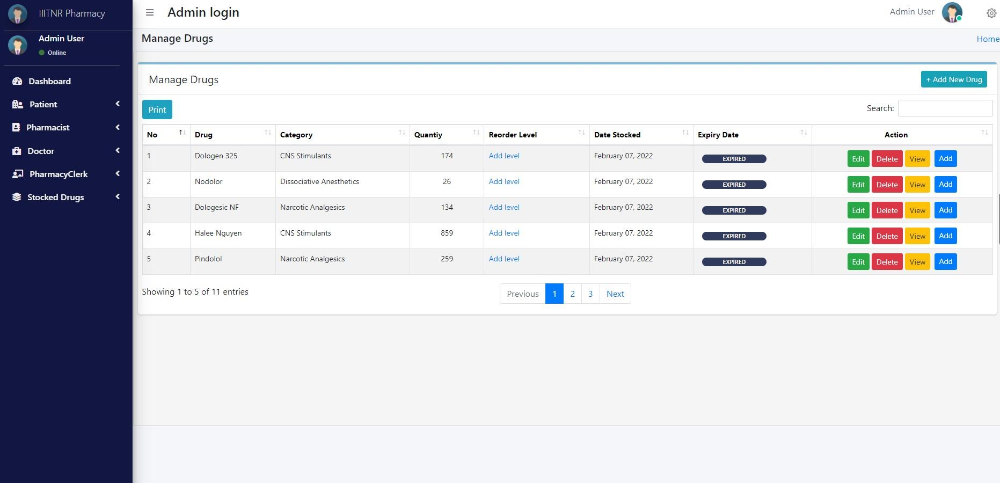 IIITNR Pharmacy
Admin login
Admin User
Admin User
Online
Manage Drugs
Home
Dashboard
Patient
Pharmacist
Doctor
PharmacyClerk
Stocked Drugs
Manage Drugs
+ Add New Drug
Print
Search:
No Drug Category Quantiy Reorder Level Date Stocked Expiry Date Action
1 Dologen 325 CNS Stimulants 174 Add level February 07, 2022 EXPIRED Edit Delete View Add
2 Nodolor Dissociative Anesthetics 26 Add level February 07, 2022 EXPIRED Edit Delete View Add
3 Dologesic NF Narcotic Analgesics 134 Add level February 07, 2022 EXPIRED Edit Delete View Add
4 Halee Nguyen CNS Stimulants 859 Add level February 07, 2022 EXPIRED Edit Delete View Add
5 Pindolol Narcotic Analgesics 259 Add level February 07, 2022 EXPIRED Edit Delete View Add
Showing 1 to 5 of 11 entries
Previous 1 2 3 Next